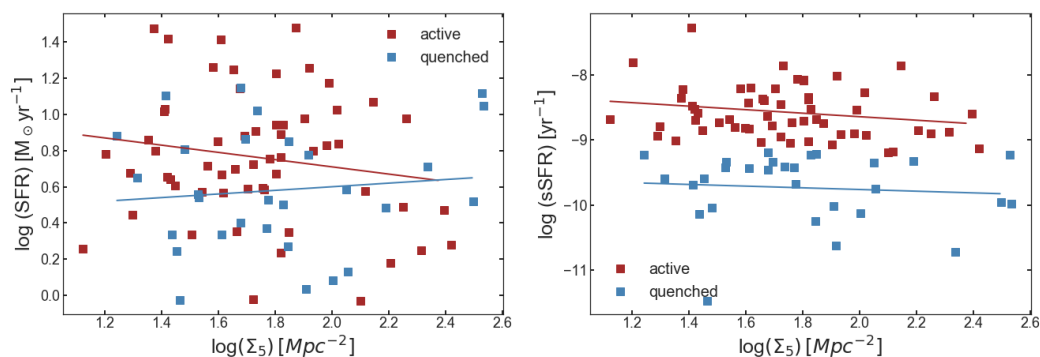 log (SFR) [M⊙yr⁻¹]
1.4
1.2
1.0
0.8
0.6
0.4
0.2
0.0
active
quenched
1.2 1.4 1.6 1.8 2.0 2.2 2.4 2.6
log(Σ₅) [Mpc⁻²]
log (sSFR) [yr⁻¹]
−8
−9
−10
−11
active
quenched
1.2 1.4 1.6 1.8 2.0 2.2 2.4 2.6
log(Σ₅) [Mpc⁻²]